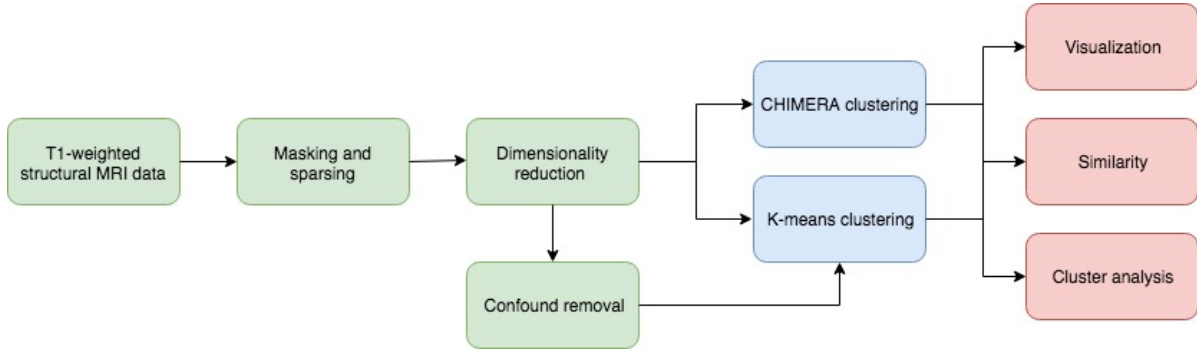 T1-weighted
structural MRI data
Masking and
sparsing
Dimensionality
reduction
Confound removal
CHIMERA clustering
K-means clustering
Visualization
Similarity
Cluster analysis